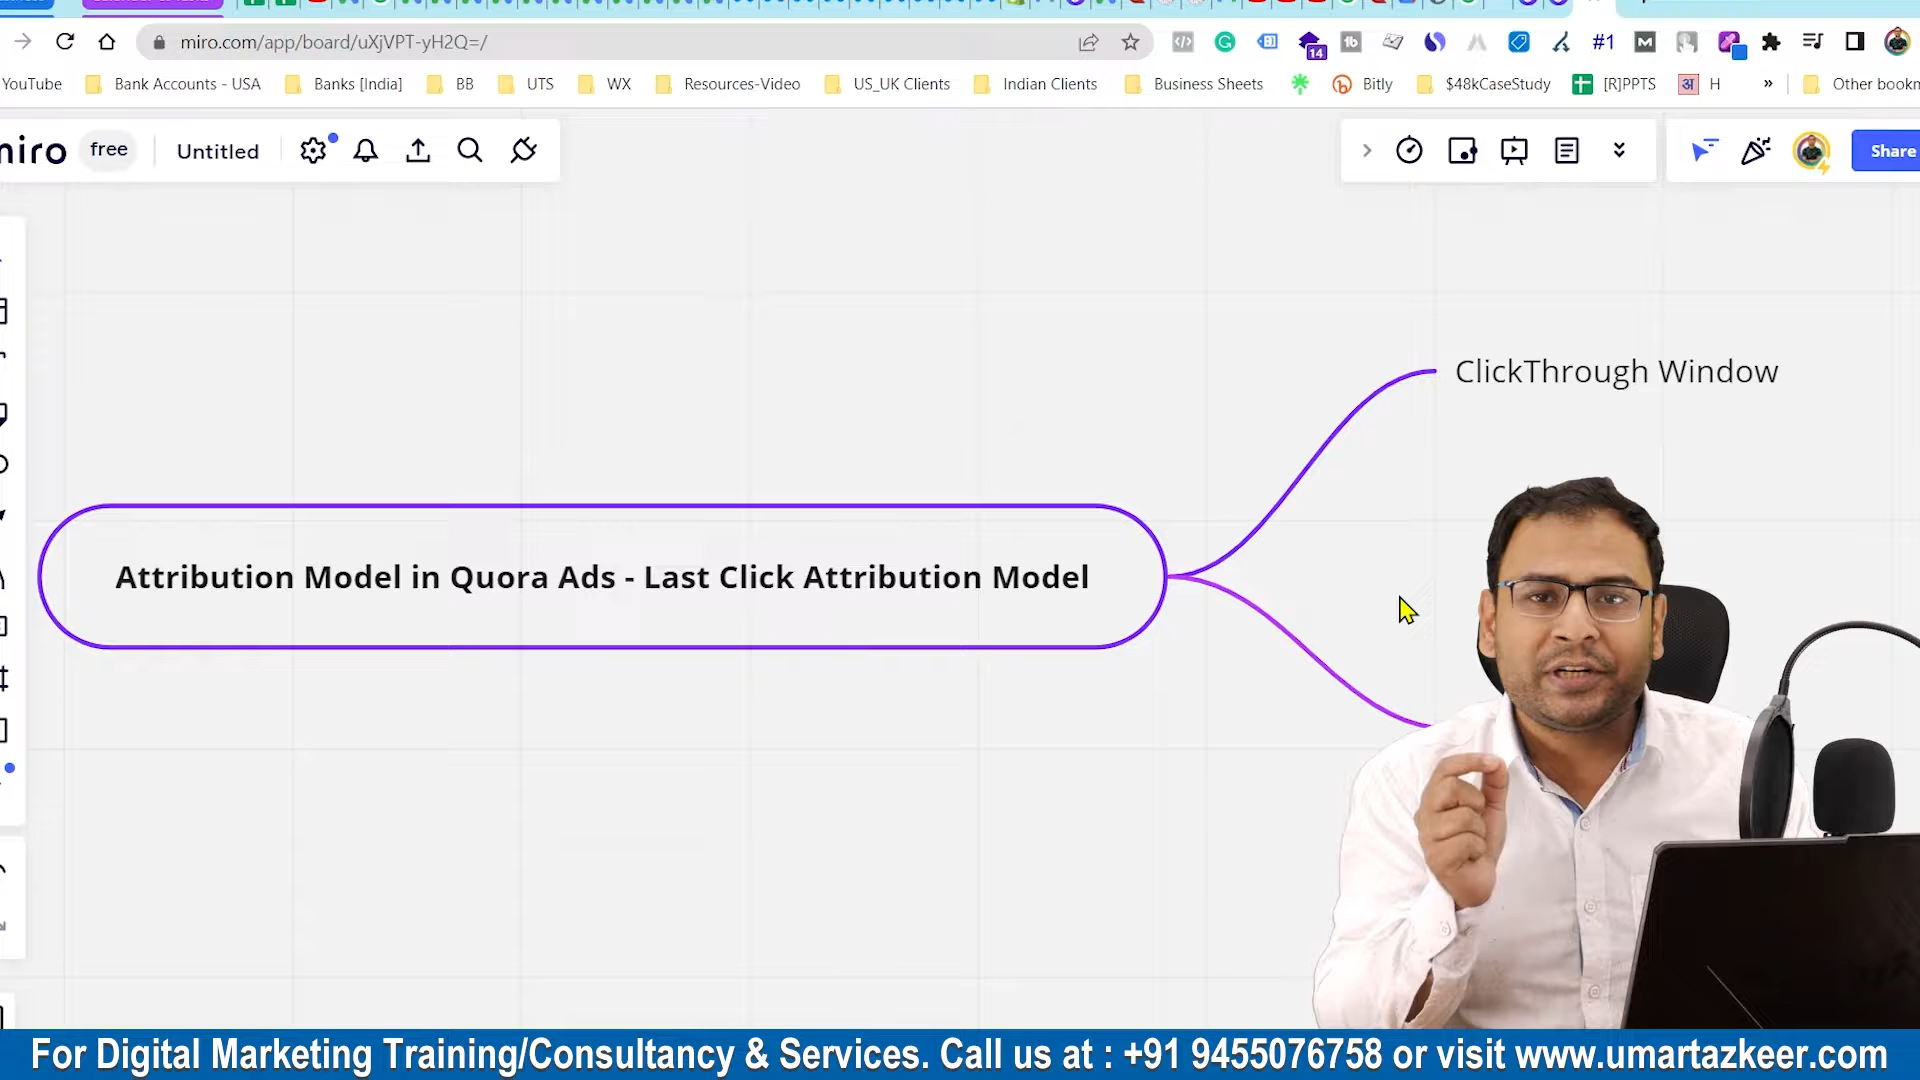 miro.com/app/board/uXjVPT-yH2Q=/
14
#1
YouTube
Bank Accounts - USA
Banks [India]
BB
UTS
WX
Resources-Video
US_UK Clients
Indian Clients
Business Sheets
Bitly
$48kCaseStudy
[R]PPTS
अ
H
»
Other bookn
miro
free
Untitled
Share
ClickThrough Window
Attribution Model in Quora Ads - Last Click Attribution Model
For Digital Marketing Training/Consultancy & Services. Call us at : +91 9455076758 or visit www.umartazkeer.com